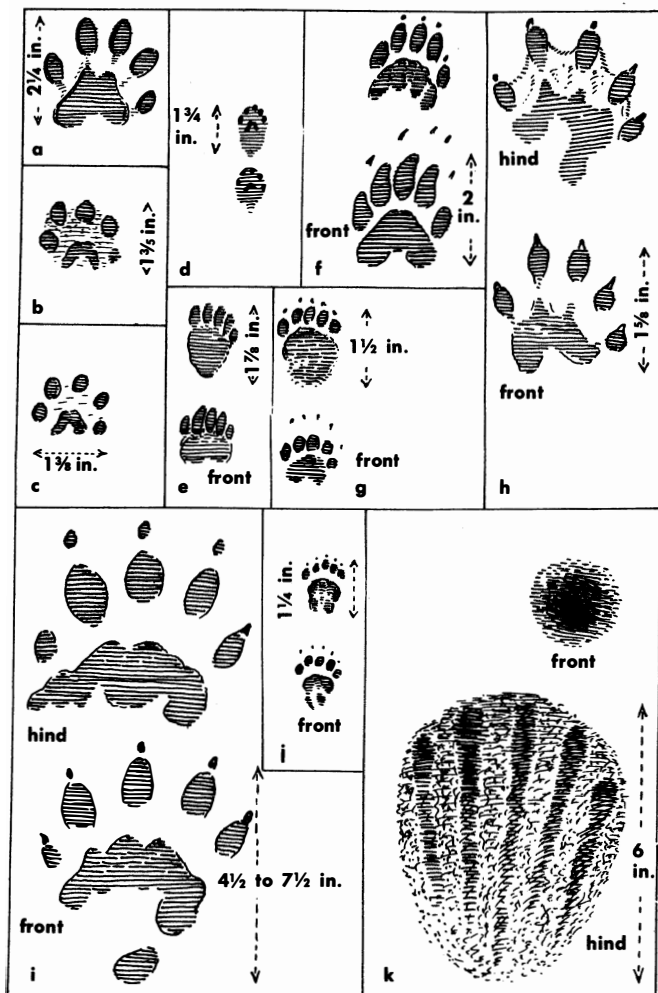 2¼ in.
a
1⅗ in.
b
1⅜ in.
c
1¾
in.
d
1⅞ in.
front
e
front
2
in.
f
1½ in.
front
g
hind
1⅝ in.
front
h
hind
4½ to 7½ in.
front
i
1¼ in.
front
j
front
6
in.
hind
k